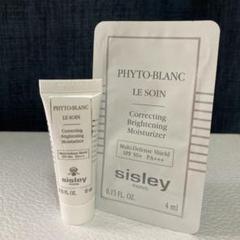 PHYTO-BLANC
LE SOIN
Correcting
Brightening
Moisturizer
Multi-Defense Shield
SPF 50+ PA+++
sisley
PARIS
0.13 FL. OZ.
4 ml
PHYTO-BLANC
LE SOIN
Correcting
Brightening
Moisturizer
sisley